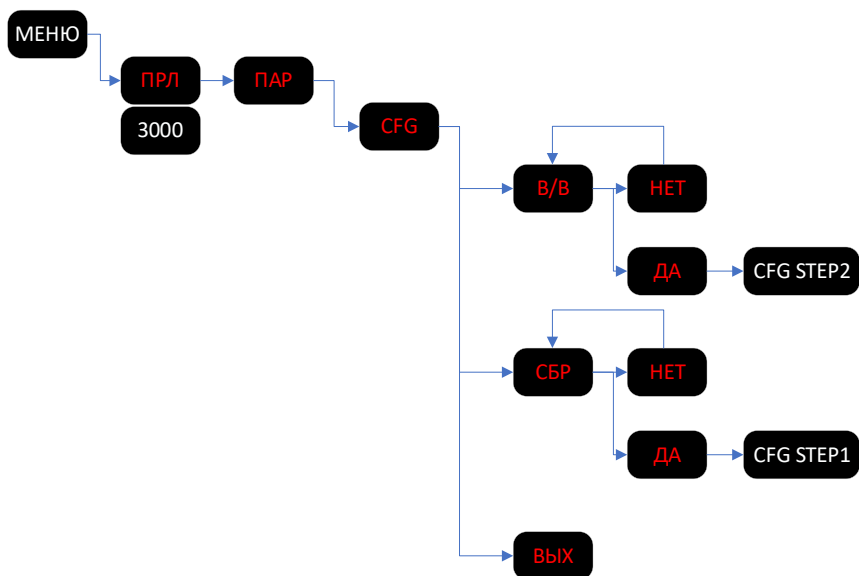 МЕНЮ
ПРЛ
ПАР
3000
CFG
В/В
НЕТ
ДА
CFG STEP2
СБР
НЕТ
ДА
CFG STEP1
ВЫХ